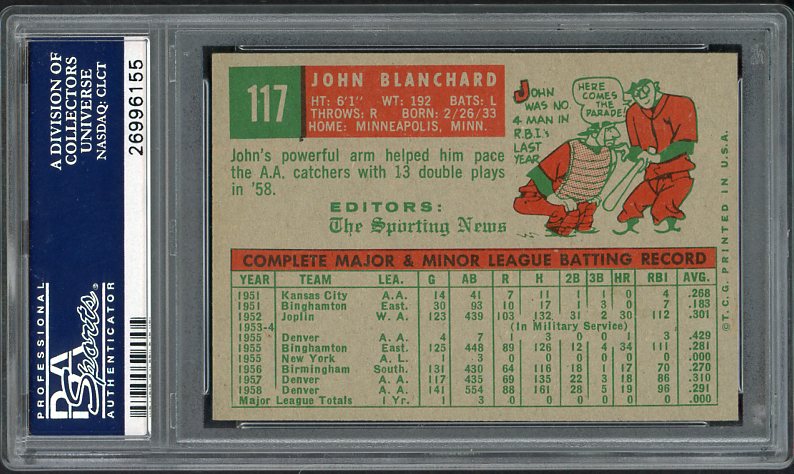 A DIVISION OF
COLLECTORS
UNIVERSE
NASDAQ: CLCT
26996155
PROFESSIONAL
PSA
Sports
AUTHENTICATOR
117
JOHN BLANCHARD
HT: 6'1" WT: 192 BATS: L
THROWS: R BORN: 2/26/33
HOME: MINNEAPOLIS, MINN.
John's powerful arm helped him pace
the A.A. catchers with 13 double plays
in '58.
EDITORS:
The Sporting News
JOHN
WAS NO.
4 MAN IN
R.B.I.'s
LAST
YEAR
HERE
COMES
THE
PARADE!
COMPLETE MAJOR & MINOR LEAGUE BATTING RECORD
YEAR TEAM LEA. G AB R H 2B 3B HR RBI AVG.
1951 Kansas City A.A. 14 41 7 11 1 1 0 4 .268
1951 Binghamton East. 30 93 10 17 1 3 0 7 .183
1952 Joplin W.A. 123 439 103 132 31 2 30 112 .301
1953-4 (In Military Service)
1955 Denver A.A. 4 7 3 0 0 1 3 .429
1955 Binghamton East. 125 448 89 126 12 4 34 111 .281
1955 New York A.L. 1 3 0 0 0 0 0 0 .000
1956 Birmingham South. 131 430 64 116 18 1 17 70 .270
1957 Denver A.A. 117 435 69 135 22 3 18 86 .310
1958 Denver A.A. 141 554 88 161 28 5 19 96 .291
Major League Totals 1 Yr. 1 3 0 0 0 0 0 0 .000
© T.C.G. PRINTED IN U.S.A.